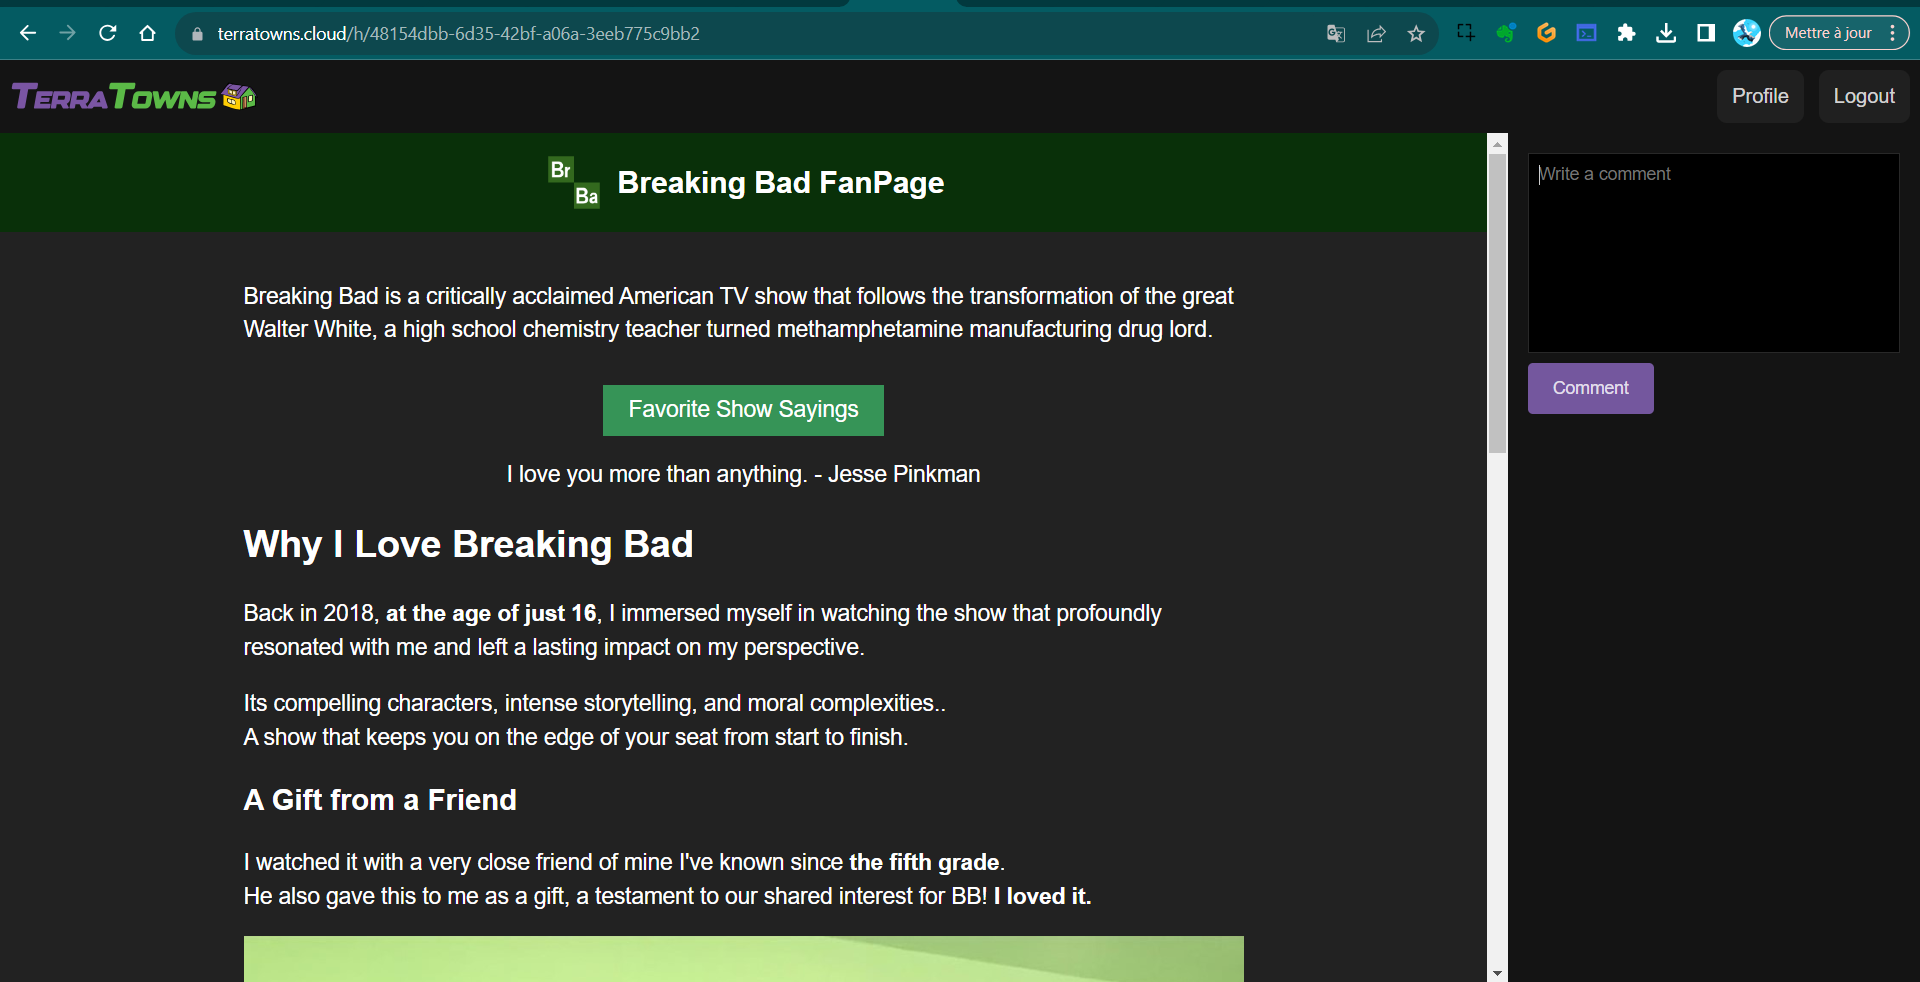 terratowns.cloud/h/48154dbb-6d35-42bf-a06a-3eeb775c9bb2
Mettre à jour
TERRATOWNS
Profile
Logout
Br
Ba
Breaking Bad FanPage
Write a comment
Breaking Bad is a critically acclaimed American TV show that follows the transformation of the great
Walter White, a high school chemistry teacher turned methamphetamine manufacturing drug lord.
Comment
Favorite Show Sayings
I love you more than anything. - Jesse Pinkman
Why I Love Breaking Bad
Back in 2018, at the age of just 16, I immersed myself in watching the show that profoundly
resonated with me and left a lasting impact on my perspective.
Its compelling characters, intense storytelling, and moral complexities..
A show that keeps you on the edge of your seat from start to finish.
A Gift from a Friend
I watched it with a very close friend of mine I've known since the fifth grade.
He also gave this to me as a gift, a testament to our shared interest for BB! I loved it.